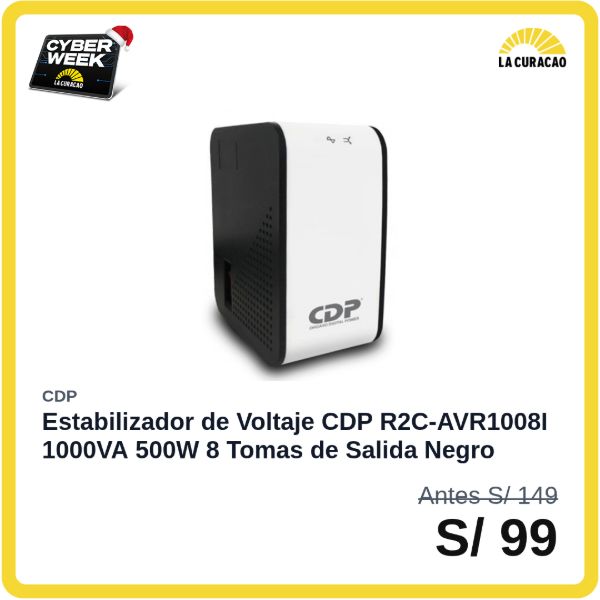 CYBER
WEEK
LA CURACAO
LA CURACAO
CDP
CDP
Estabilizador de Voltaje CDP R2C-AVR1008I
1000VA 500W 8 Tomas de Salida Negro
Antes S/ 149
S/ 99